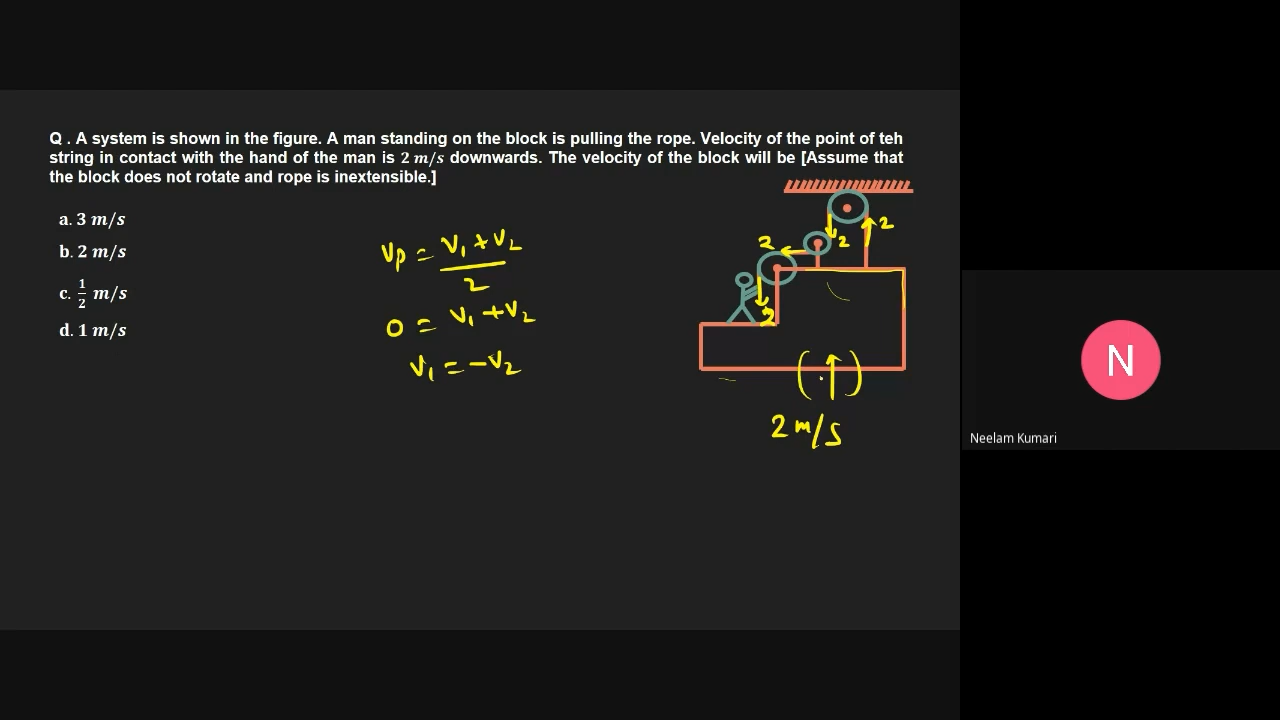 Q . A system is shown in the figure. A man standing on the block is pulling the rope. Velocity of the point of teh
string in contact with the hand of the man is 2 m/s downwards. The velocity of the block will be [Assume that
the block does not rotate and rope is inextensible.]
a. 3 m/s
b. 2 m/s
c. 1/2 m/s
d. 1 m/s
Vp = V₁ + V₂ / 2
0 = V₁ + V₂
V₁ = -V₂
2
2
2
2
( ↑ )
2 m/s
N
Neelam Kumari